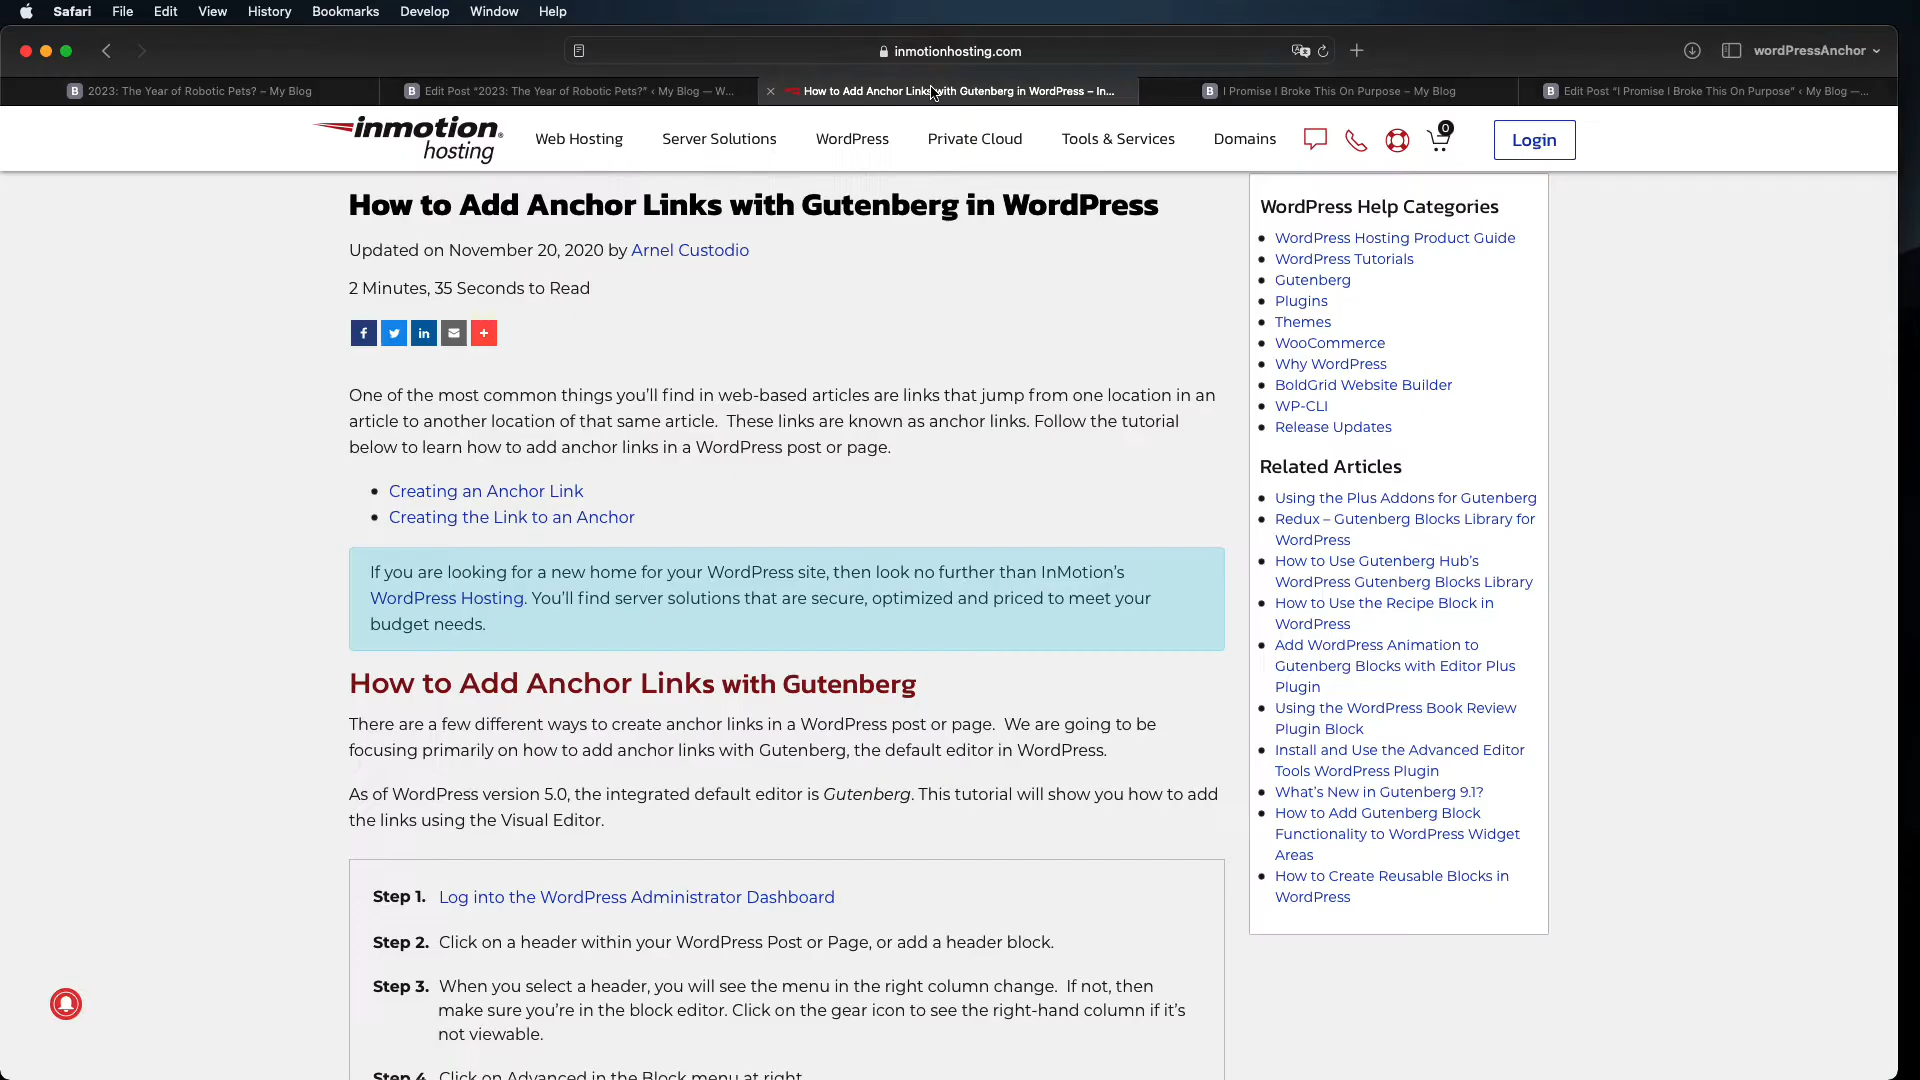 Safari File Edit View History Bookmarks Develop Window Help
inmotionhosting.com
wordPressAnchor
B 2023: The Year of Robotic Pets? – My Blog
B Edit Post “2023: The Year of Robotic Pets?” ‹ My Blog — W...
How to Add Anchor Links with Gutenberg in WordPress – In...
B I Promise I Broke This On Purpose – My Blog
B Edit Post “I Promise I Broke This On Purpose” ‹ My Blog —...
inmotion hosting
Web Hosting Server Solutions WordPress Private Cloud Tools & Services Domains 0 Login
How to Add Anchor Links with Gutenberg in WordPress
Updated on November 20, 2020 by Arnel Custodio
2 Minutes, 35 Seconds to Read
One of the most common things you’ll find in web-based articles are links that jump from one location in an
article to another location of that same article.  These links are known as anchor links. Follow the tutorial
below to learn how to add anchor links in a WordPress post or page.
Creating an Anchor Link
Creating the Link to an Anchor
If you are looking for a new home for your WordPress site, then look no further than InMotion’s
WordPress Hosting. You’ll find server solutions that are secure, optimized and priced to meet your
budget needs.
How to Add Anchor Links with Gutenberg
There are a few different ways to create anchor links in a WordPress post or page.  We are going to be
focusing primarily on how to add anchor links with Gutenberg, the default editor in WordPress.
As of WordPress version 5.0, the integrated default editor is Gutenberg. This tutorial will show you how to add
the links using the Visual Editor.
Step 1. Log into the WordPress Administrator Dashboard
Step 2. Click on a header within your WordPress Post or Page, or add a header block.
Step 3. When you select a header, you will see the menu in the right column change.  If not, then
make sure you’re in the block editor. Click on the gear icon to see the right-hand column if it’s
not viewable.
Step 4. Click on Advanced in the Block menu at right
WordPress Help Categories
WordPress Hosting Product Guide
WordPress Tutorials
Gutenberg
Plugins
Themes
WooCommerce
Why WordPress
BoldGrid Website Builder
WP-CLI
Release Updates
Related Articles
Using the Plus Addons for Gutenberg
Redux – Gutenberg Blocks Library for
WordPress
How to Use Gutenberg Hub’s
WordPress Gutenberg Blocks Library
How to Use the Recipe Block in
WordPress
Add WordPress Animation to
Gutenberg Blocks with Editor Plus
Plugin
Using the WordPress Book Review
Plugin Block
Install and Use the Advanced Editor
Tools WordPress Plugin
What’s New in Gutenberg 9.1?
How to Add Gutenberg Block
Functionality to WordPress Widget
Areas
How to Create Reusable Blocks in
WordPress